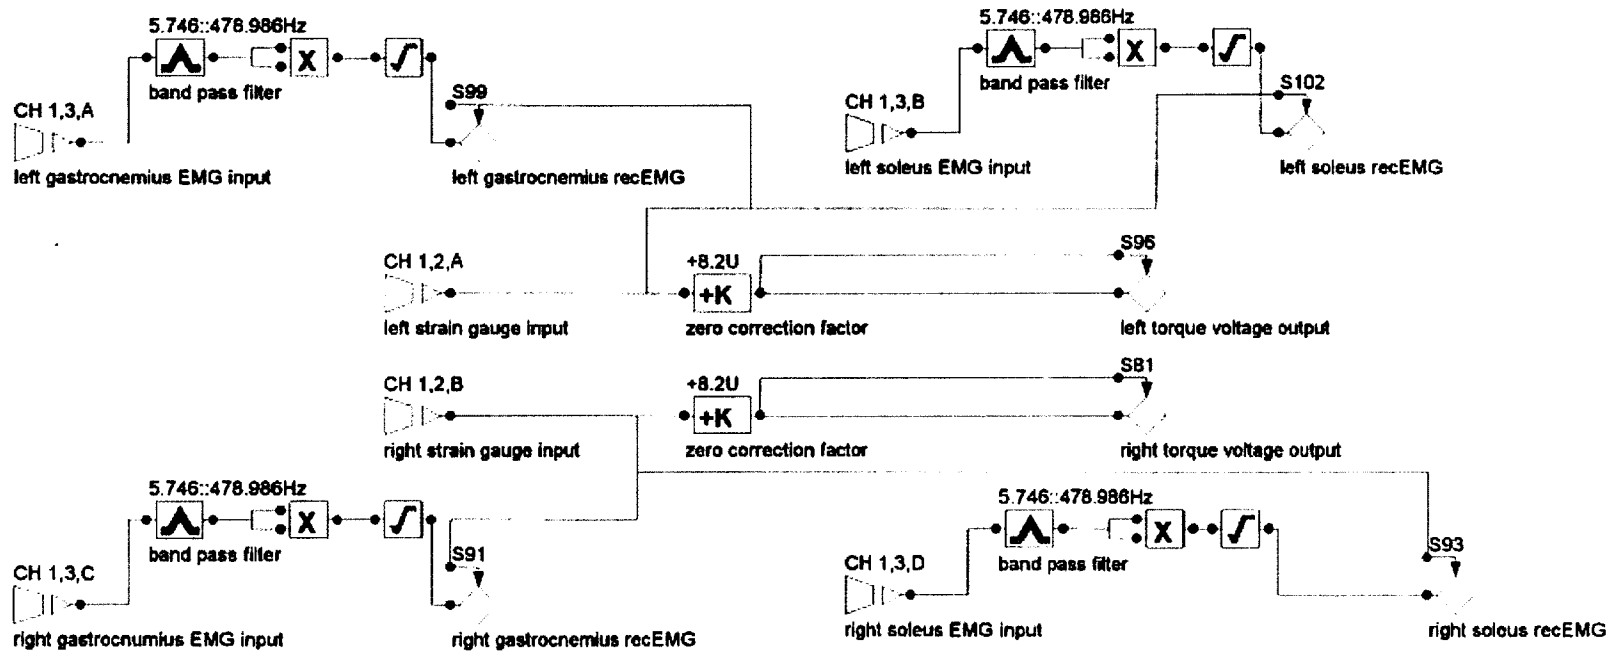 5.746::478.986Hz
X
band pass filter
S99
CH 1,3,A
left gastrocnemius EMG input
left gastrocnemius recEMG
5.746::478.986Hz
X
band pass filter
S102
CH 1,3,B
left soleus EMG input
left soleus recEMG
CH 1,2,A
+8.2U
+K
S96
left strain gauge input
zero correction factor
left torque voltage output
CH 1,2,B
+8.2U
+K
S81
right strain gauge input
zero correction factor
right torque voltage output
5.746::478.986Hz
X
band pass filter
S91
CH 1,3,C
right gastrocnumius EMG input
right gastrocnemius recEMG
5.746::478.986Hz
X
band pass filter
S93
CH 1,3,D
right soleus EMG input
right solous recEMG